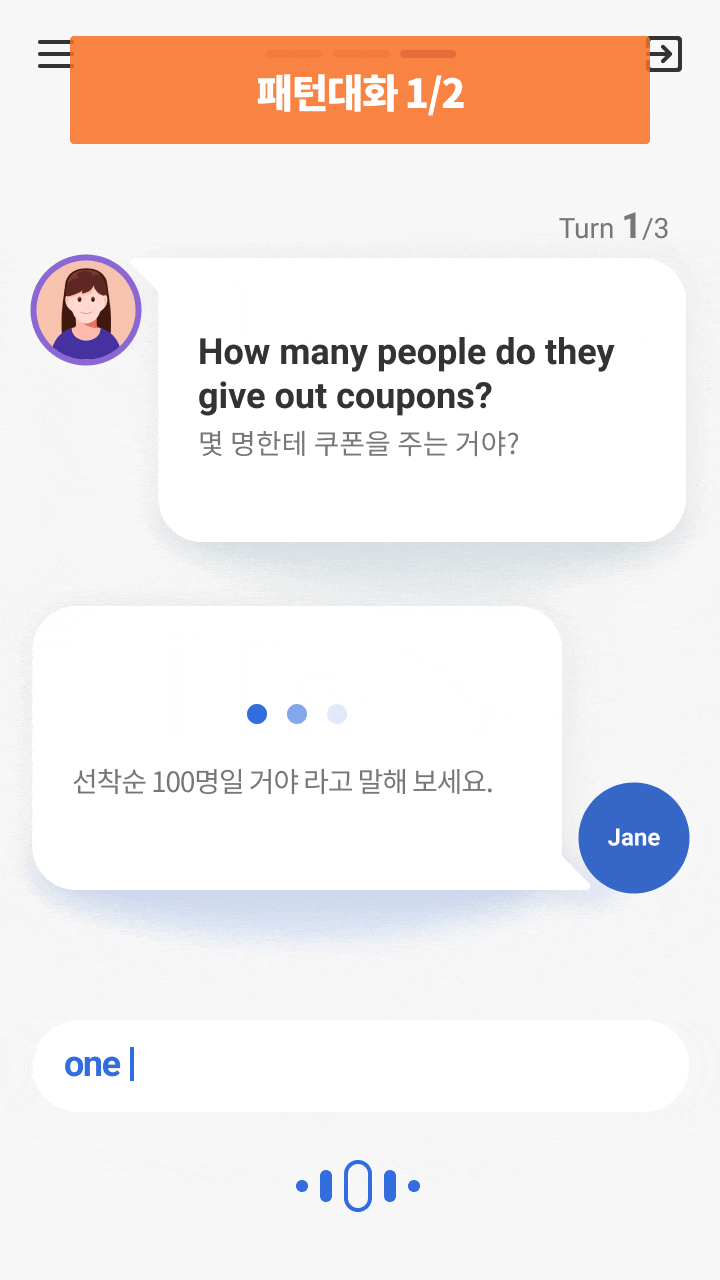 패턴대화 1/2
Turn 1/3
How many people do they
give out coupons?
몇 명한테 쿠폰을 주는 거야?
선착순 100명일 거야 라고 말해 보세요.
Jane
one